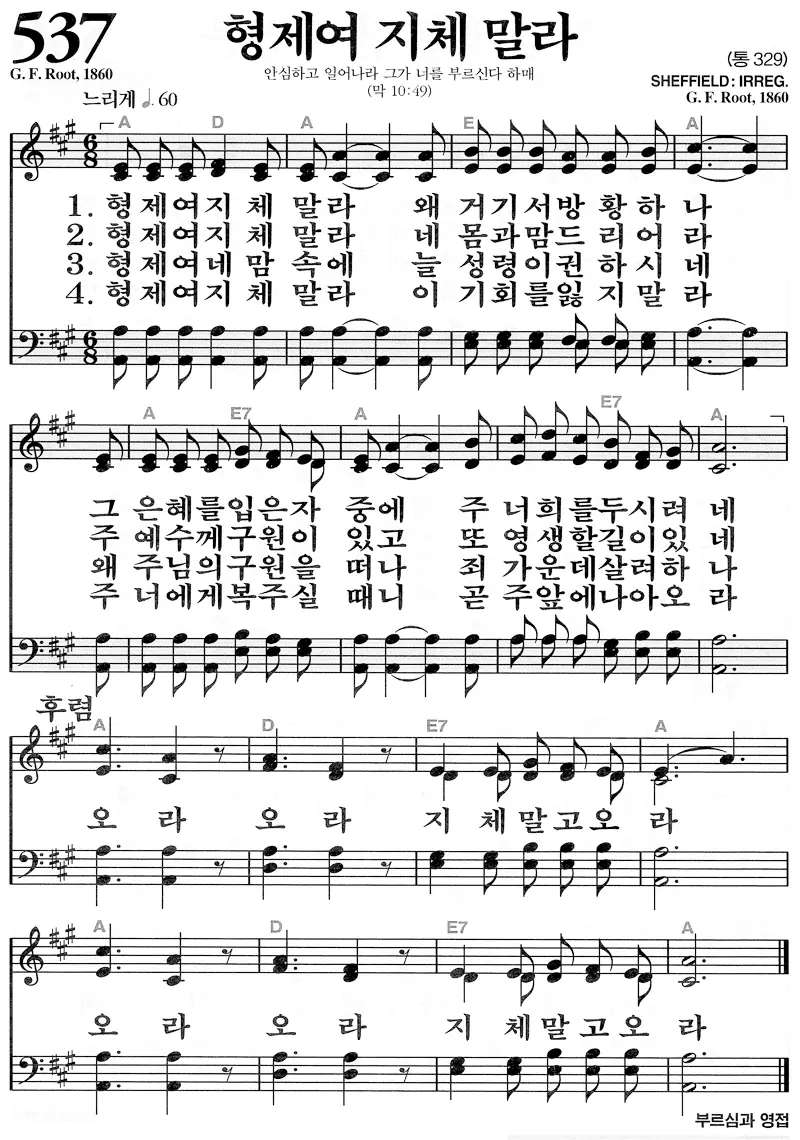 537
형제여 지체 말라
G. F. Root, 1860
안심하고 일어나라 그가 너를 부르신다 하매
(막 10:49)
(통 329)
SHEFFIELD: IRREG.
G. F. Root, 1860
느리게 ♩. 60
A D A E A
6/8
1. 형제여지체 말라 왜 거기서방황하나
2. 형제여지체 말라 네 몸과맘드리어라
3. 형제여네맘속에 늘 성령이권하시네
4. 형제여지체 말라 이 기회를잃지말라
6/8
A E7 A E7 A
그 은혜를입은자 중에 주 너희를두시려네
주 예수께구원이 있고 또 영생할길이있네
왜 주님의구원을 떠나 죄 가운데살려하나
주 너에게복주실 때니 곧 주앞에나아오라
후렴
A D E7 A
오 라 오 라 지 체말고오 라
A D E7 A
오 라 오 라 지 체말고오 라
부르심과 영접